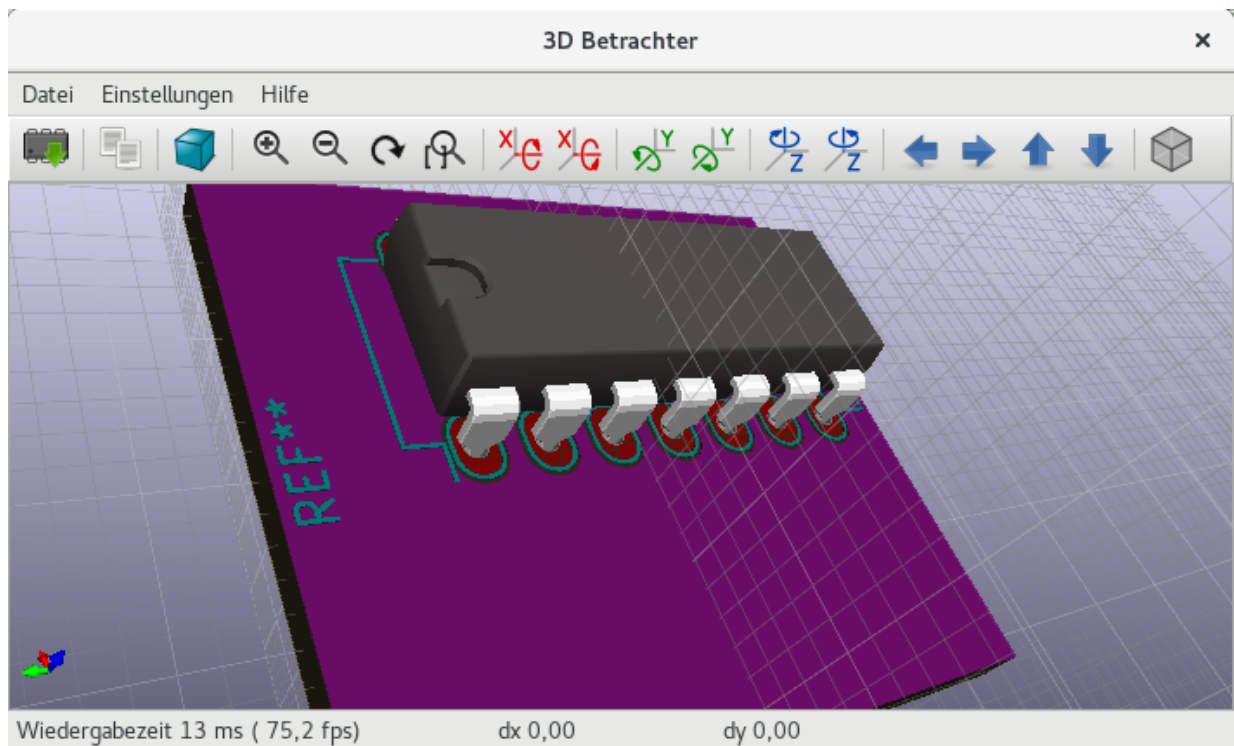 3D Betrachter
Datei Einstellungen Hilfe
X X Y Y Z Z
REF**
Wiedergabezeit 13 ms ( 75,2 fps) dx 0,00 dy 0,00